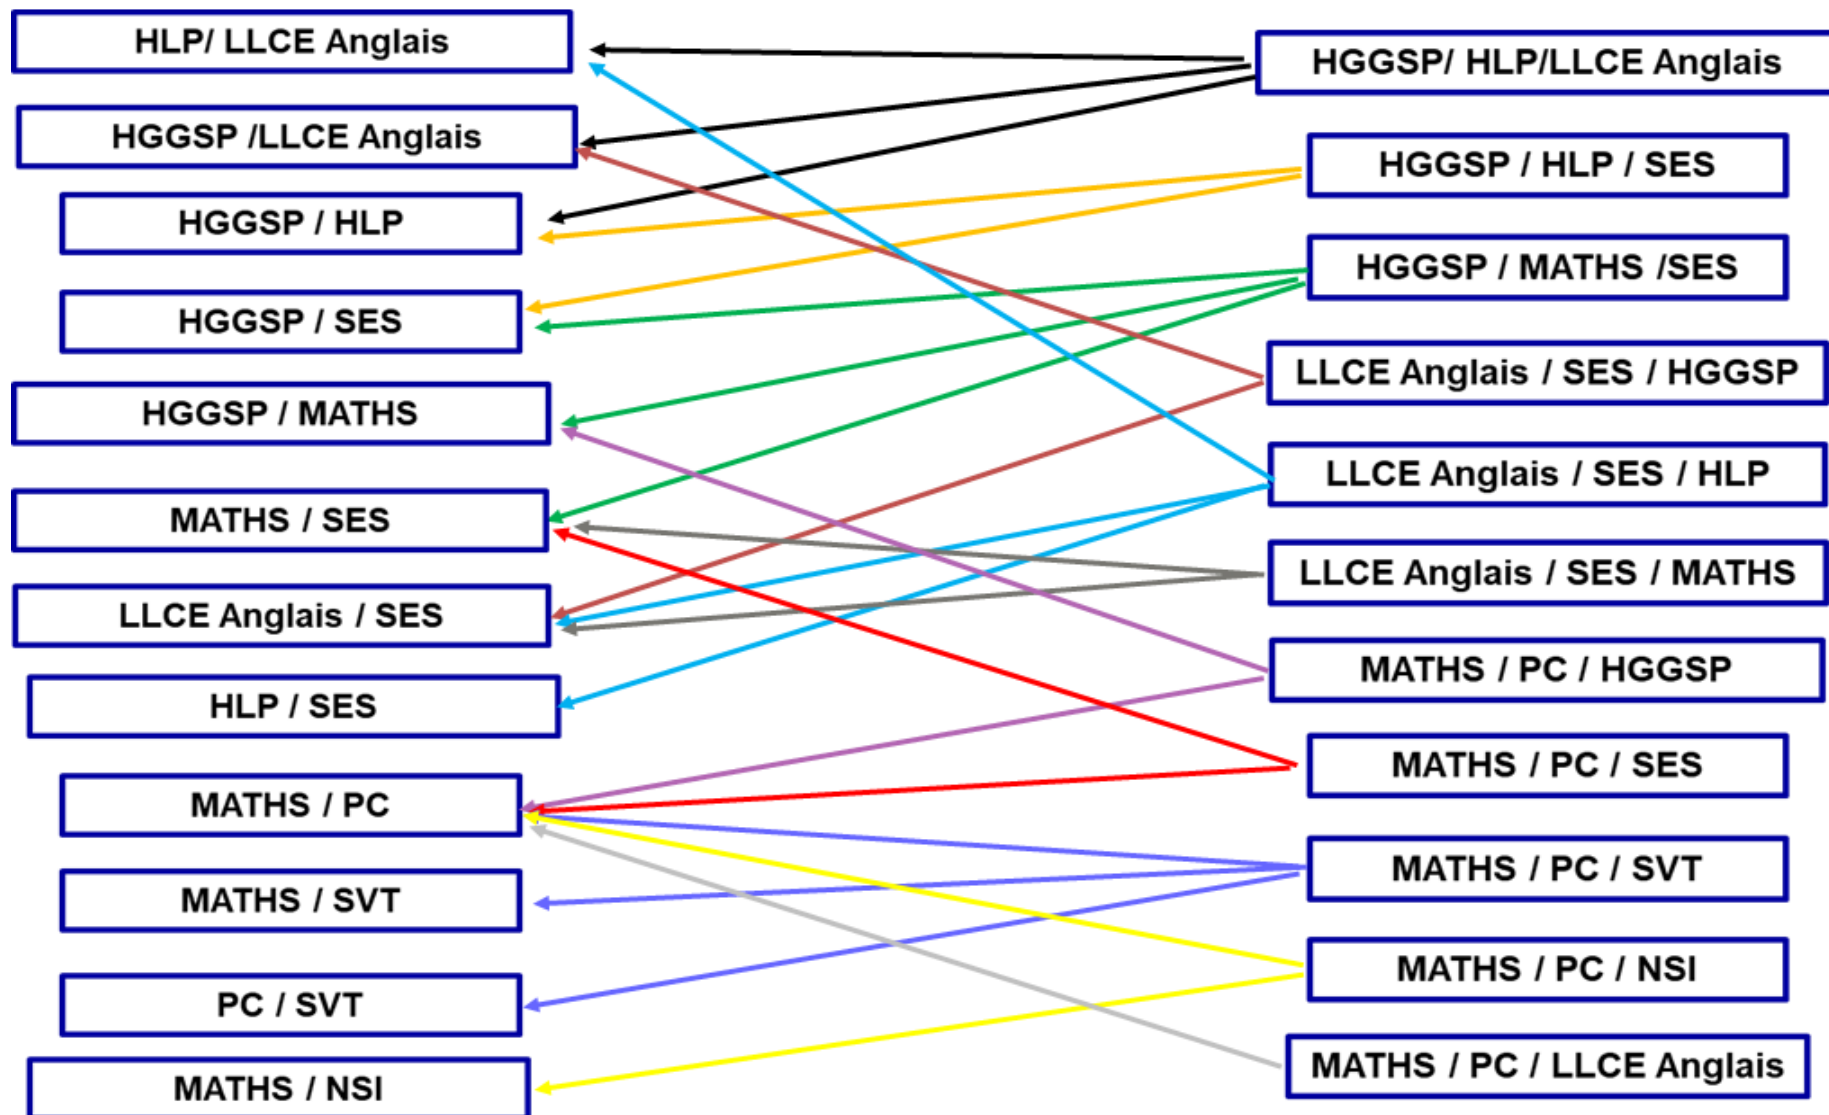 HLP/ LLCE Anglais
HGGSP /LLCE Anglais
HGGSP / HLP
HGGSP / SES
HGGSP / MATHS
MATHS / SES
LLCE Anglais / SES
HLP / SES
MATHS / PC
MATHS / SVT
PC / SVT
MATHS / NSI
HGGSP/ HLP/LLCE Anglais
HGGSP / HLP / SES
HGGSP / MATHS /SES
LLCE Anglais / SES / HGGSP
LLCE Anglais / SES / HLP
LLCE Anglais / SES / MATHS
MATHS / PC / HGGSP
MATHS / PC / SES
MATHS / PC / SVT
MATHS / PC / NSI
MATHS / PC / LLCE Anglais